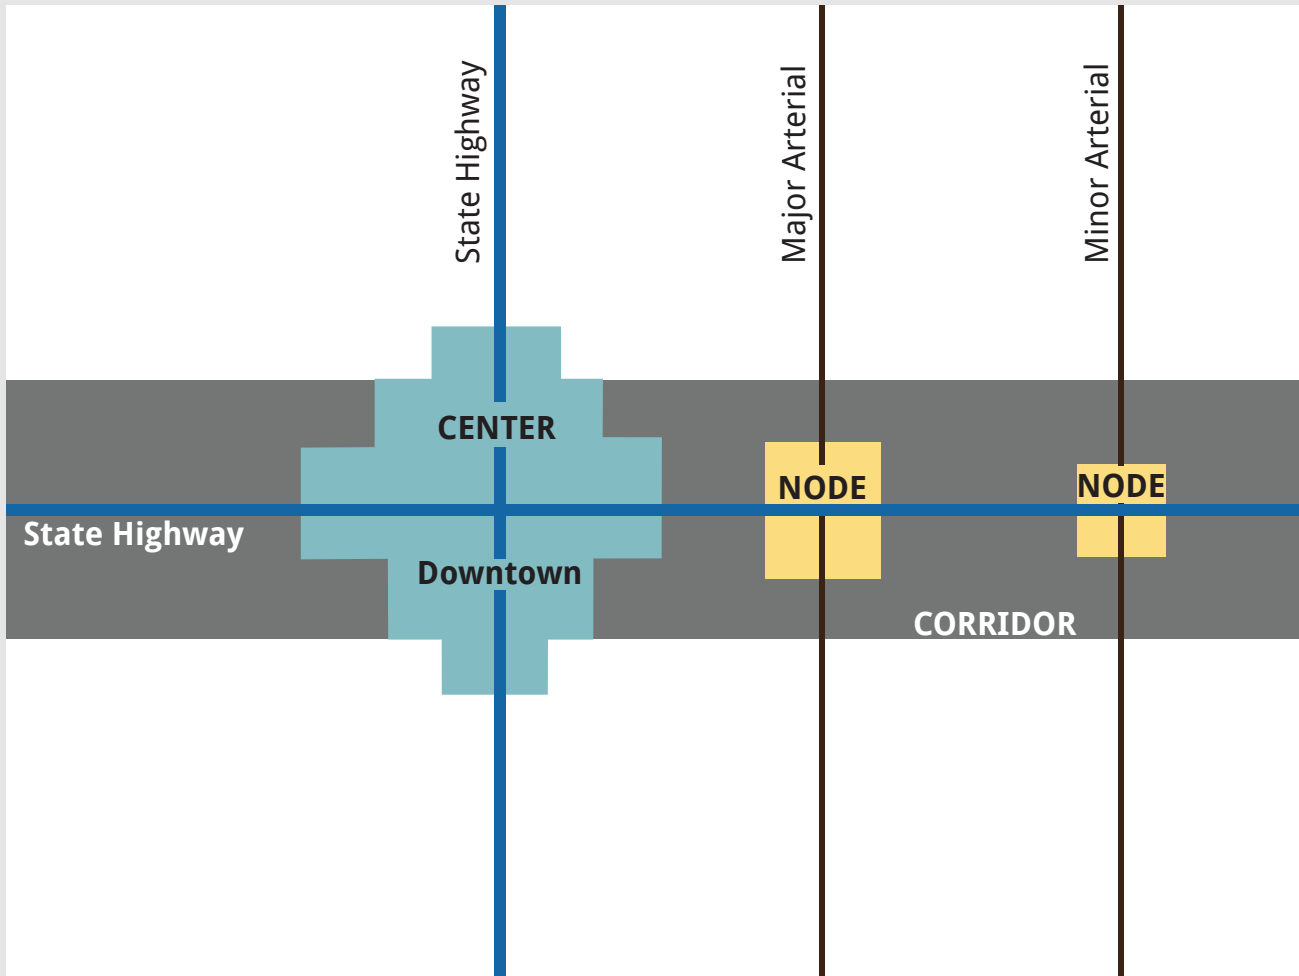 State Highway
Major Arterial
Minor Arterial
CENTER
NODE
NODE
State Highway
Downtown
CORRIDOR